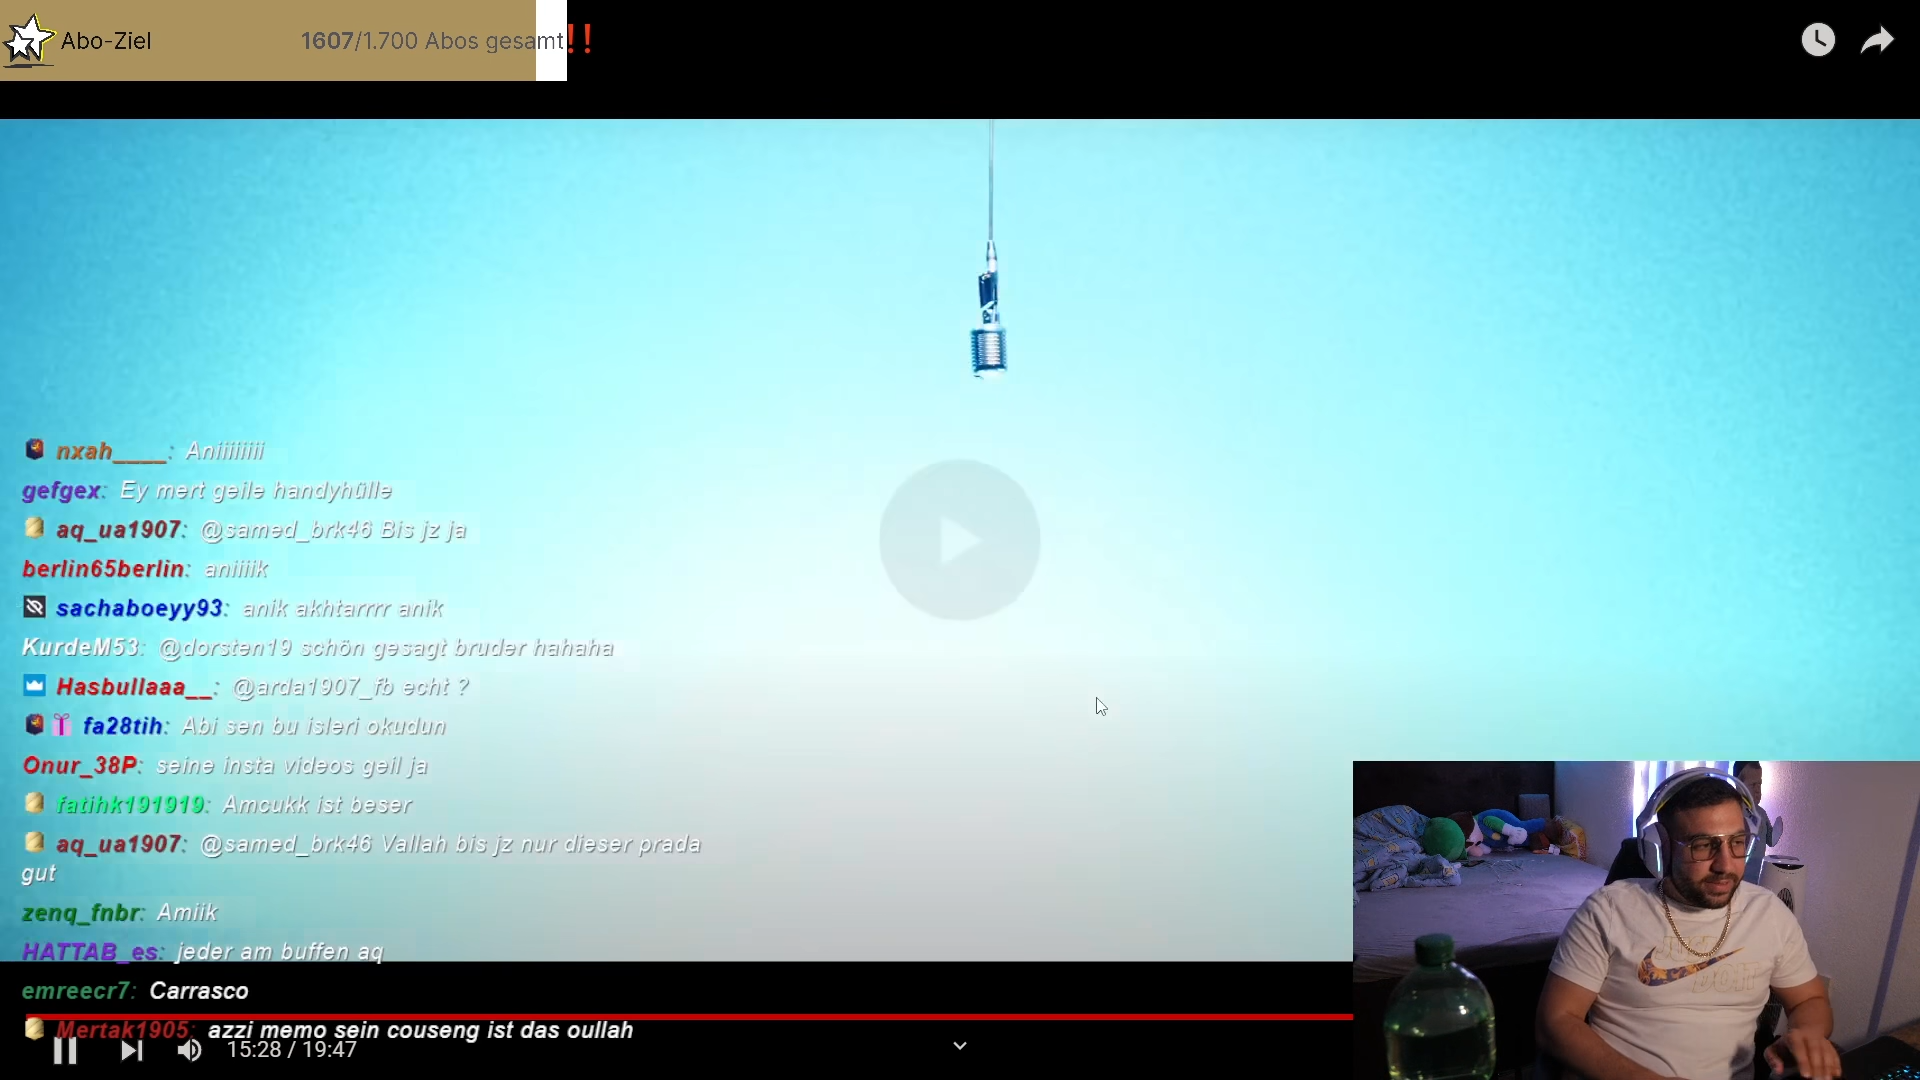 Abo-Ziel 1607/1.700 Abos gesamt‼️
nxah____: Aniiiiiiii
gefgex: Ey mert geile handyhülle
aq_ua1907: @samed_brk46 Bis jz ja
berlin65berlin: aniiiik
sachaboeyy93: anik akhtarrrr anik
KurdeM53: @dorsten19 schön gesagt bruder hahaha
Hasbullaaa__: @arda1907_fb echt ?
fa28tih: Abi sen bu isleri okudun
Onur_38P: seine insta videos geil ja
fatihk191919: Amcukk ist beser
aq_ua1907: @samed_brk46 Vallah bis jz nur dieser prada
gut
zenq_fnbr: Amiik
HATTAB_es: jeder am buffen aq
emreecr7: Carrasco
Mertak1905: azzi memo sein couseng ist das oullah
15:28 / 19:47